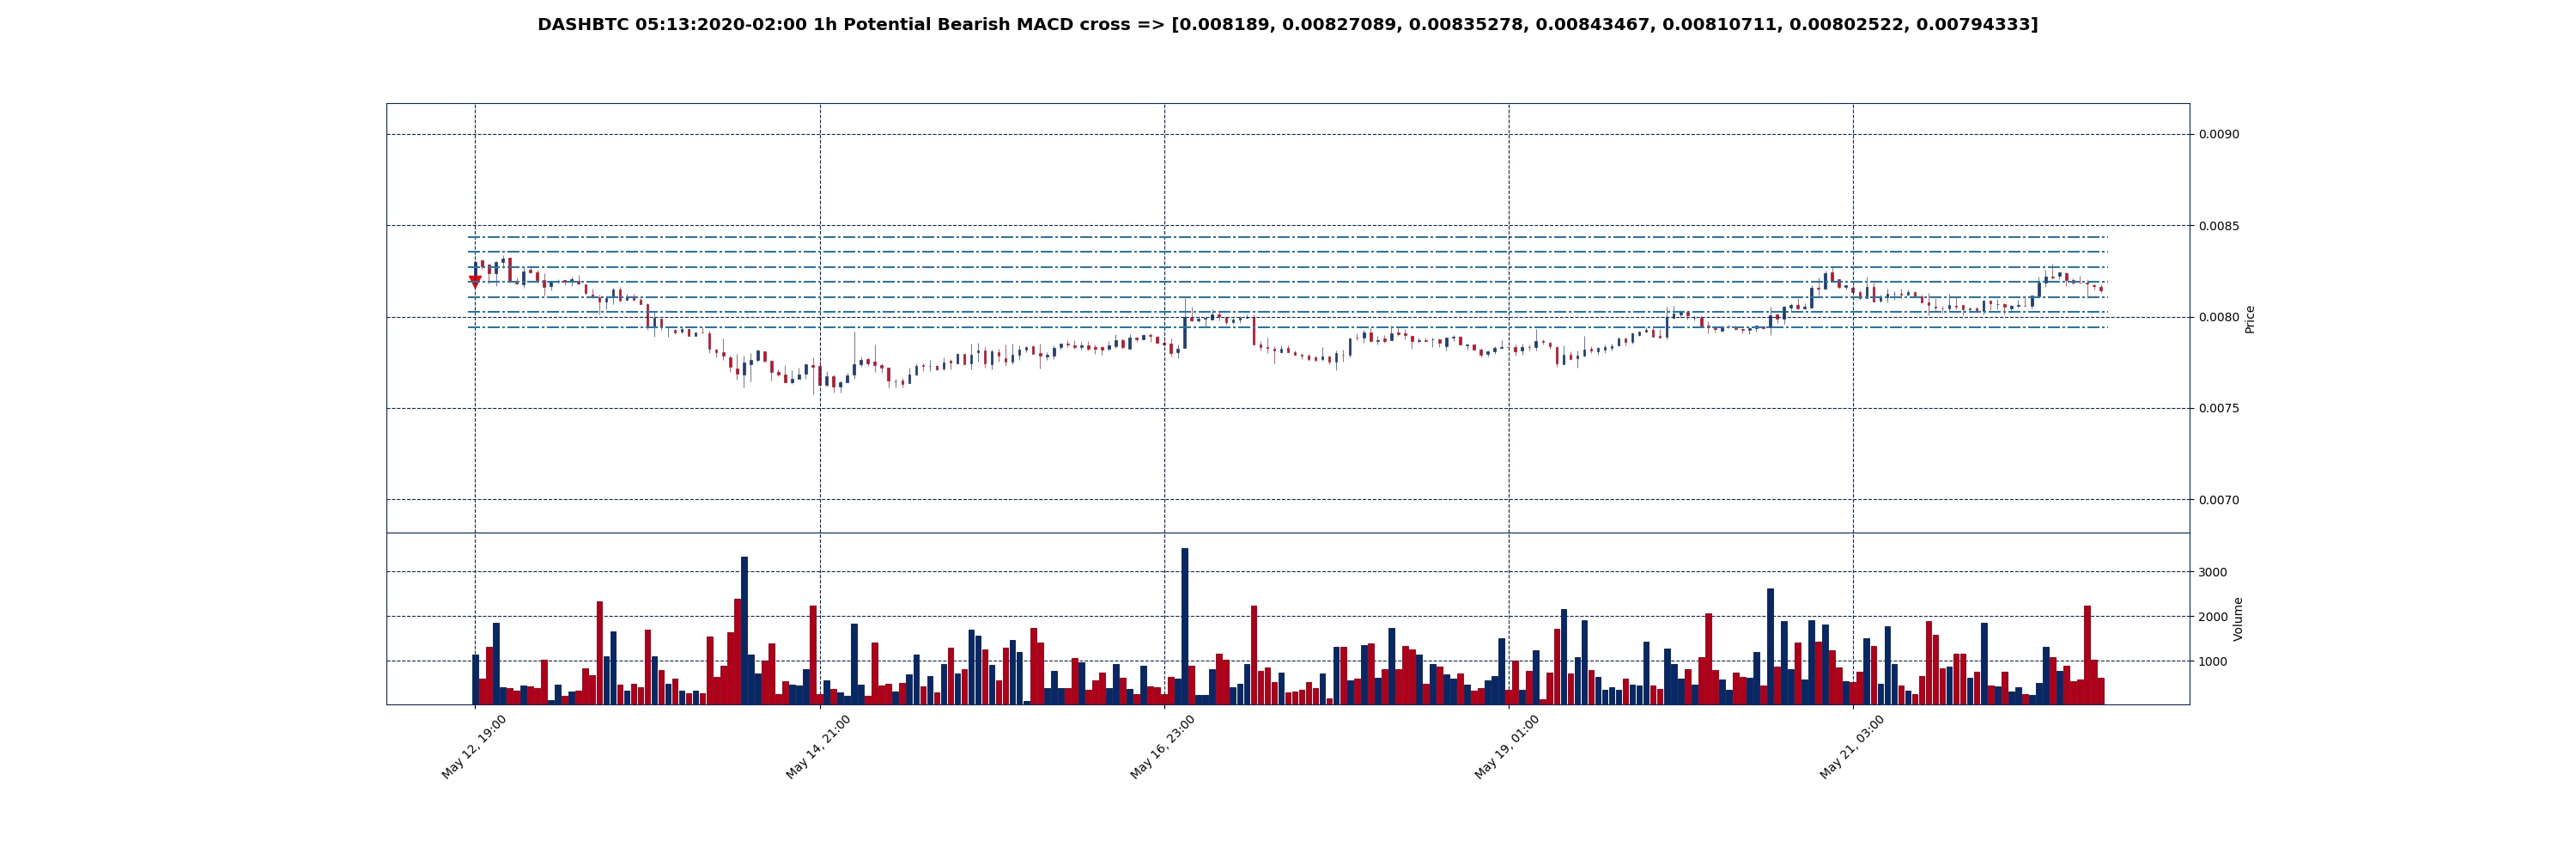 DASHBTC 05:13:2020-02:00 1h Potential Bearish MACD cross => [0.008189, 0.00827089, 0.00835278, 0.00843467, 0.00810711, 0.00802522, 0.00794333]
0.0090
0.0085
0.0080
0.0075
0.0070
Price
3000
2000
1000
Volume
May 12, 19:00
May 14, 21:00
May 16, 23:00
May 19, 01:00
May 21, 03:00